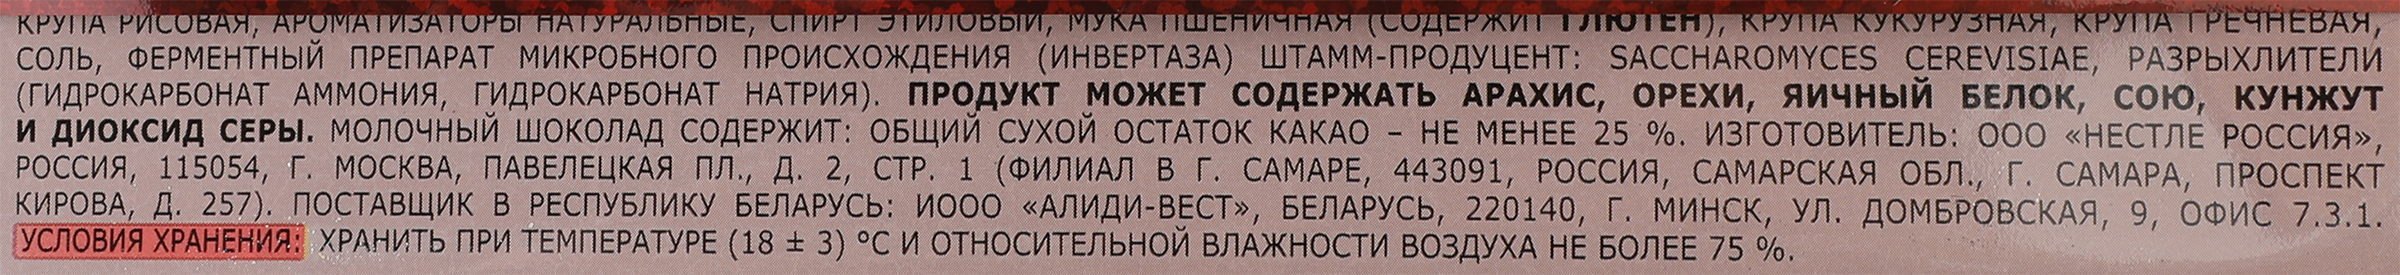 КРУПА РИСОВАЯ, АРОМАТИЗАТОРЫ НАТУРАЛЬНЫЕ, СПИРТ ЭТИЛОВЫЙ, МУКА ПШЕНИЧНАЯ (СОДЕРЖИТ ГЛЮТЕН), КРУПА КУКУРУЗНАЯ, КРУПА ГРЕЧНЕВАЯ,
СОЛЬ, ФЕРМЕНТНЫЙ ПРЕПАРАТ МИКРОБНОГО ПРОИСХОЖДЕНИЯ (ИНВЕРТАЗА) ШТАММ-ПРОДУЦЕНТ: SACCHAROMYCES CEREVISIAE, РАЗРЫХЛИТЕЛИ
(ГИДРОКАРБОНАТ АММОНИЯ, ГИДРОКАРБОНАТ НАТРИЯ). ПРОДУКТ МОЖЕТ СОДЕРЖАТЬ АРАХИС, ОРЕХИ, ЯИЧНЫЙ БЕЛОК, СОЮ, КУНЖУТ
И ДИОКСИД СЕРЫ. МОЛОЧНЫЙ ШОКОЛАД СОДЕРЖИТ: ОБЩИЙ СУХОЙ ОСТАТОК КАКАО – НЕ МЕНЕЕ 25 %. ИЗГОТОВИТЕЛЬ: ООО «НЕСТЛЕ РОССИЯ»,
РОССИЯ, 115054, Г. МОСКВА, ПАВЕЛЕЦКАЯ ПЛ., Д. 2, СТР. 1 (ФИЛИАЛ В Г. САМАРЕ, 443091, РОССИЯ, САМАРСКАЯ ОБЛ., Г. САМАРА, ПРОСПЕКТ
КИРОВА, Д. 257). ПОСТАВЩИК В РЕСПУБЛИКУ БЕЛАРУСЬ: ИООО «АЛИДИ-ВЕСТ», БЕЛАРУСЬ, 220140, Г. МИНСК, УЛ. ДОМБРОВСКАЯ, 9, ОФИС 7.3.1.
УСЛОВИЯ ХРАНЕНИЯ: ХРАНИТЬ ПРИ ТЕМПЕРАТУРЕ (18 ± 3) °С И ОТНОСИТЕЛЬНОЙ ВЛАЖНОСТИ ВОЗДУХА НЕ БОЛЕЕ 75 %.